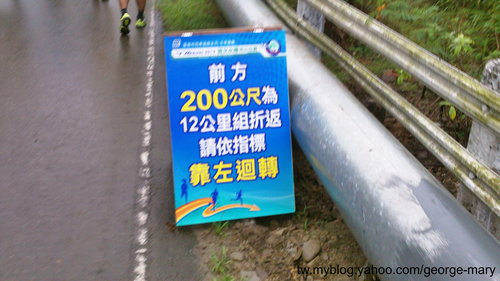 前方
200公尺為
12公里組折返
請依指標
靠左迴轉
tw.myblog.yahoo.com/george-mary